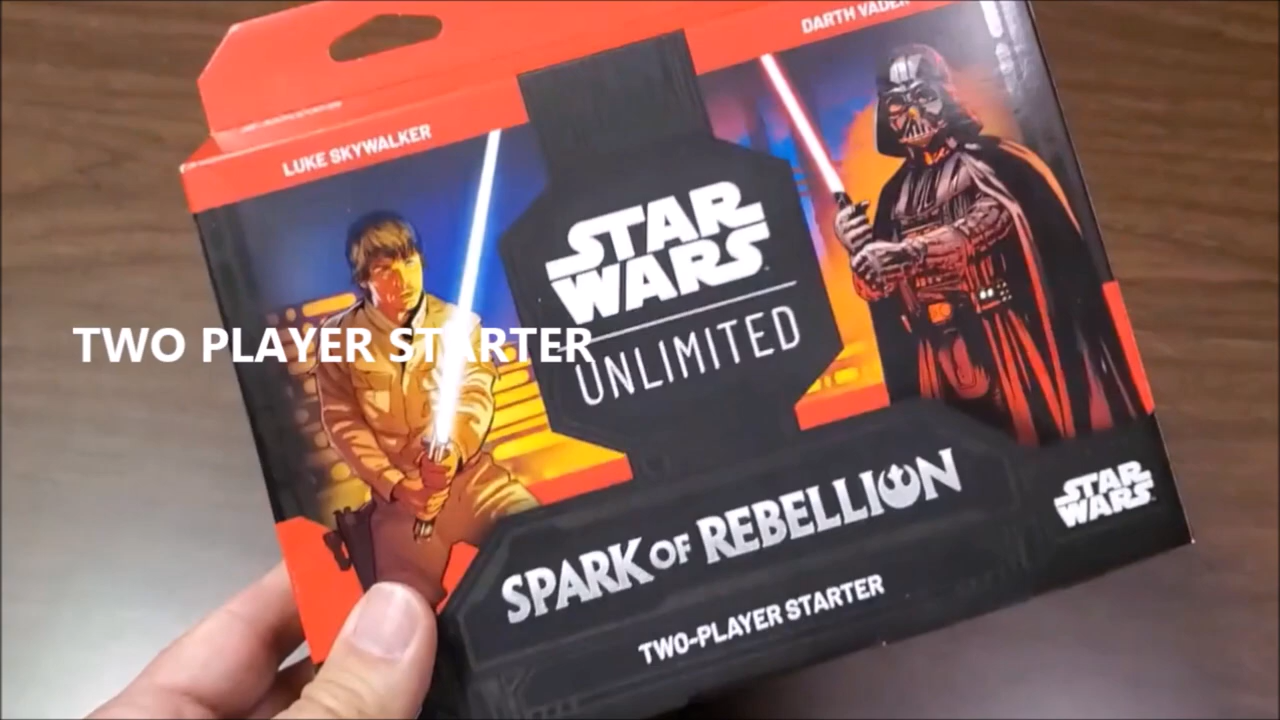 DARTH VADER
LUKE SKYWALKER
STAR
WARS
UNLIMITED
TWO PLAYER STARTER
SPARK OF REBELLION
STAR
WARS
TWO-PLAYER STARTER